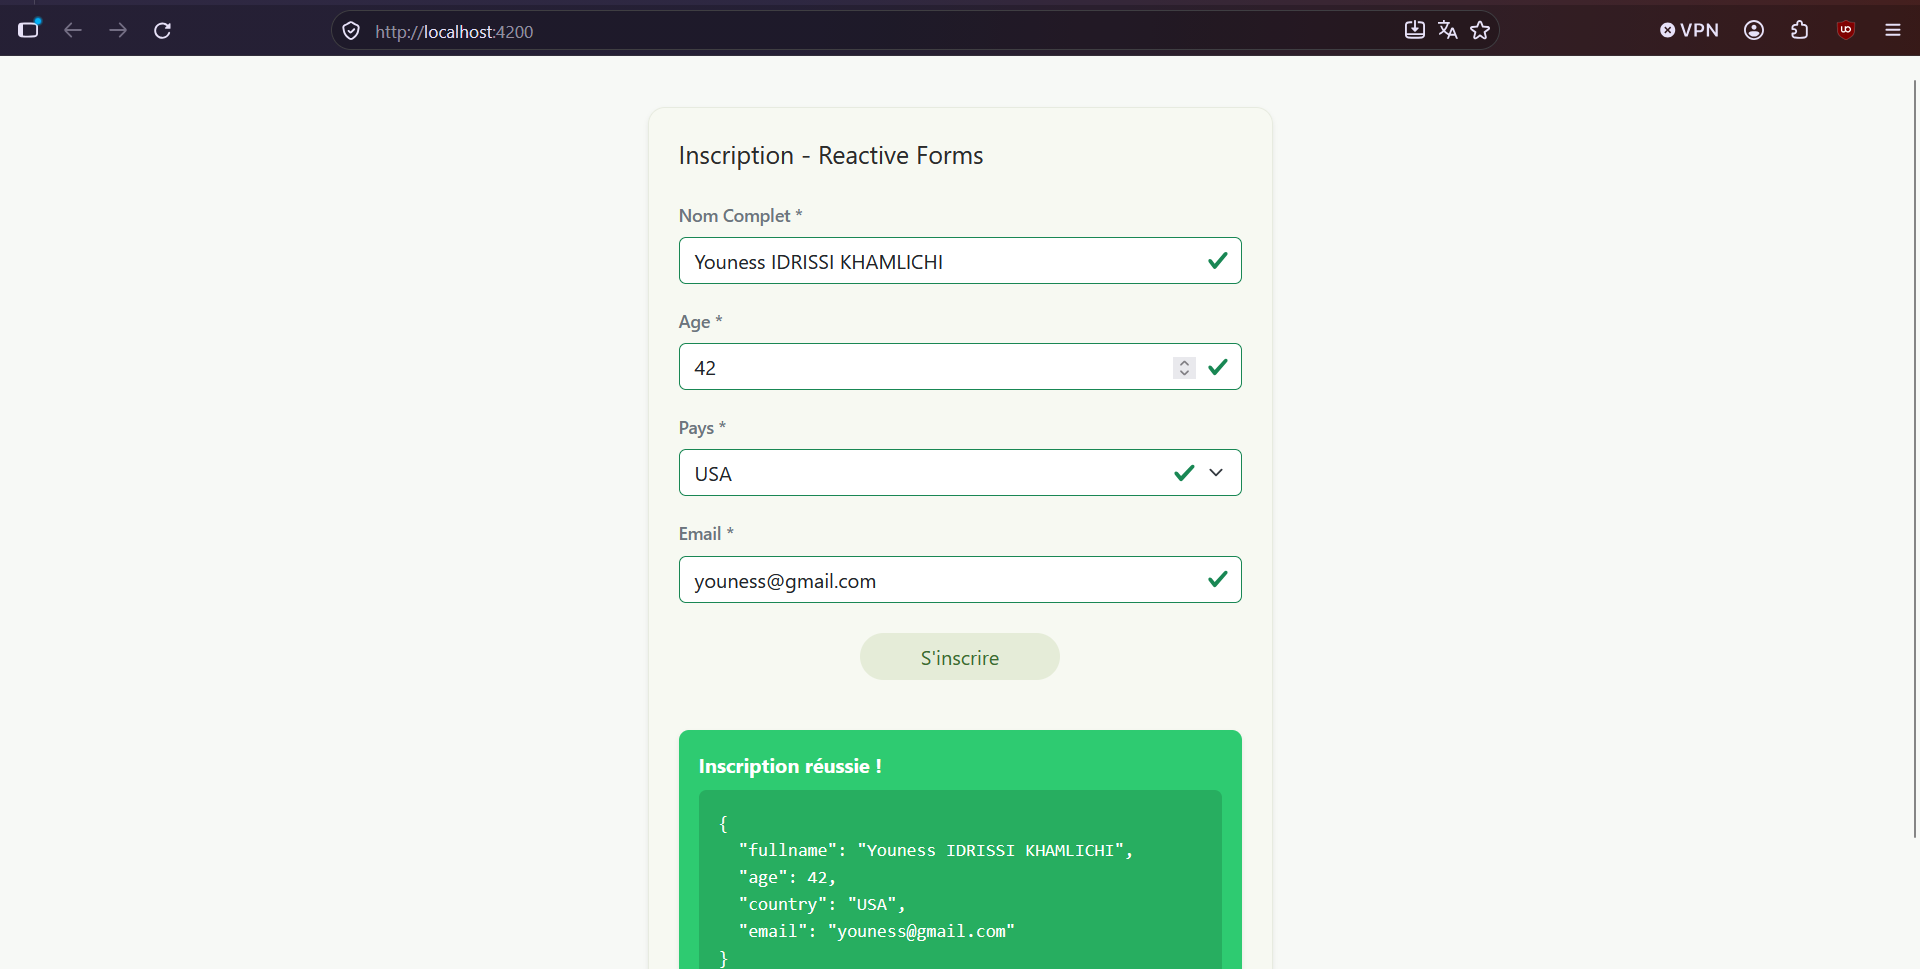 http://localhost:4200
VPN
Inscription - Reactive Forms
Nom Complet *
Youness IDRISSI KHAMLICHI
Age *
42
Pays *
USA
Email *
youness@gmail.com
S'inscrire
Inscription réussie !
{
"fullname": "Youness IDRISSI KHAMLICHI",
"age": 42,
"country": "USA",
"email": "youness@gmail.com"
}